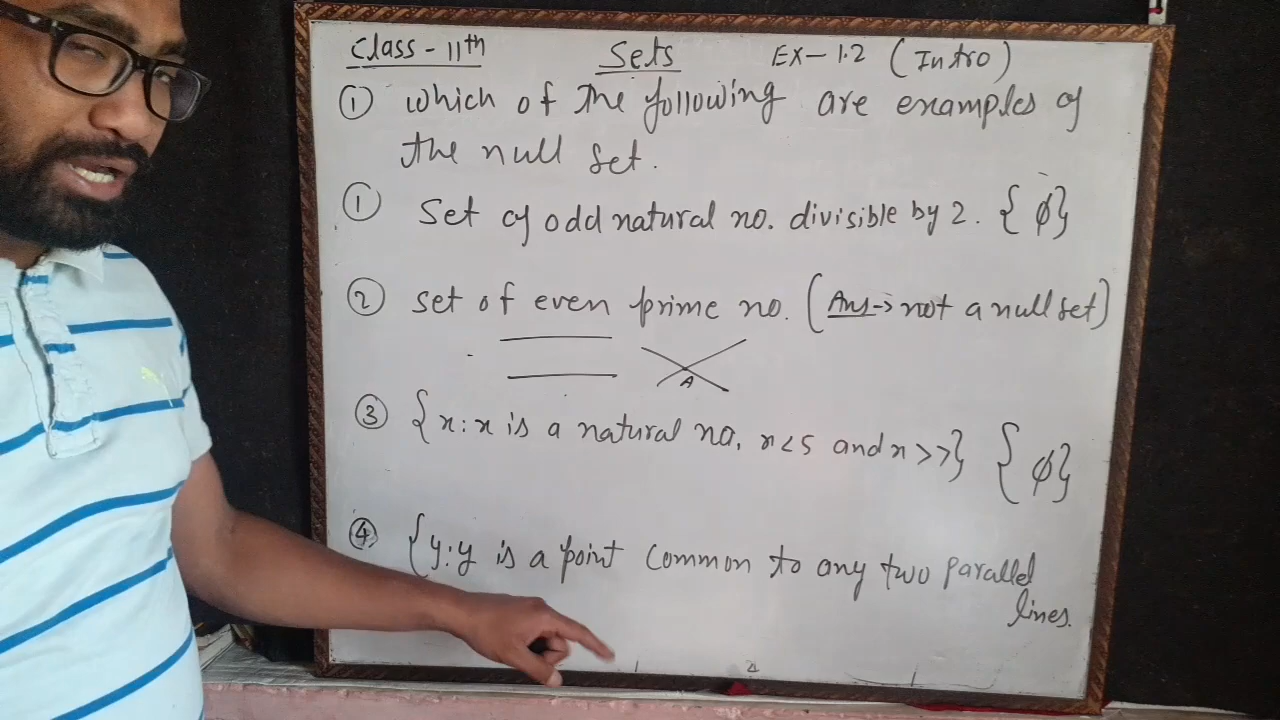 Class - 11th Sets EX - 1.2 (Intro)
① which of the following are examples of
the null set.
① Set of odd natural no. divisible by 2. { ϕ}
② set of even prime no. (Ans → not a null set)
A
③ {x : x is a natural no, x < 5 and x > 7} { ϕ}
④ {y : y is a point common to any two parallel
lines.